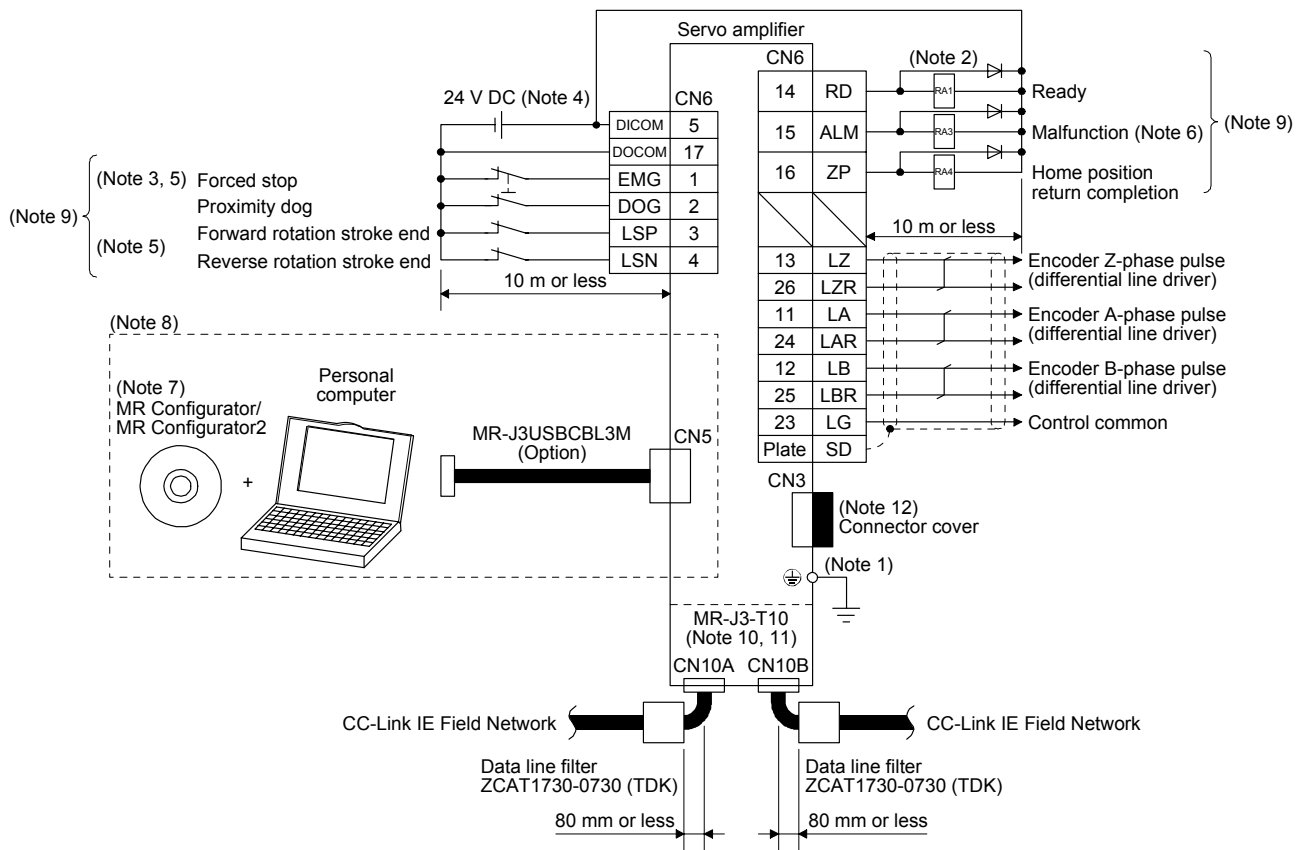 Servo amplifier
CN6
(Note 2)
14 RD RA1 Ready
15 ALM RA3 Malfunction (Note 6)
(Note 9)
16 ZP RA4 Home position
return completion
10 m or less
13 LZ Encoder Z-phase pulse
26 LZR (differential line driver)
11 LA Encoder A-phase pulse
24 LAR (differential line driver)
12 LB Encoder B-phase pulse
25 LBR (differential line driver)
23 LG Control common
Plate SD
24 V DC (Note 4)
CN6
DICOM 5
DOCOM 17
(Note 9)
(Note 3, 5) Forced stop EMG 1
Proximity dog DOG 2
(Note 5)
Forward rotation stroke end LSP 3
Reverse rotation stroke end LSN 4
10 m or less
(Note 8)
(Note 7)
MR Configurator/
MR Configurator2
+
Personal
computer
MR-J3USBCBL3M
(Option)
CN5
CN3
(Note 12)
Connector cover
(Note 1)
MR-J3-T10
(Note 10, 11)
CN10A CN10B
CC-Link IE Field Network
CC-Link IE Field Network
Data line filter
ZCAT1730-0730 (TDK)
Data line filter
ZCAT1730-0730 (TDK)
80 mm or less
80 mm or less